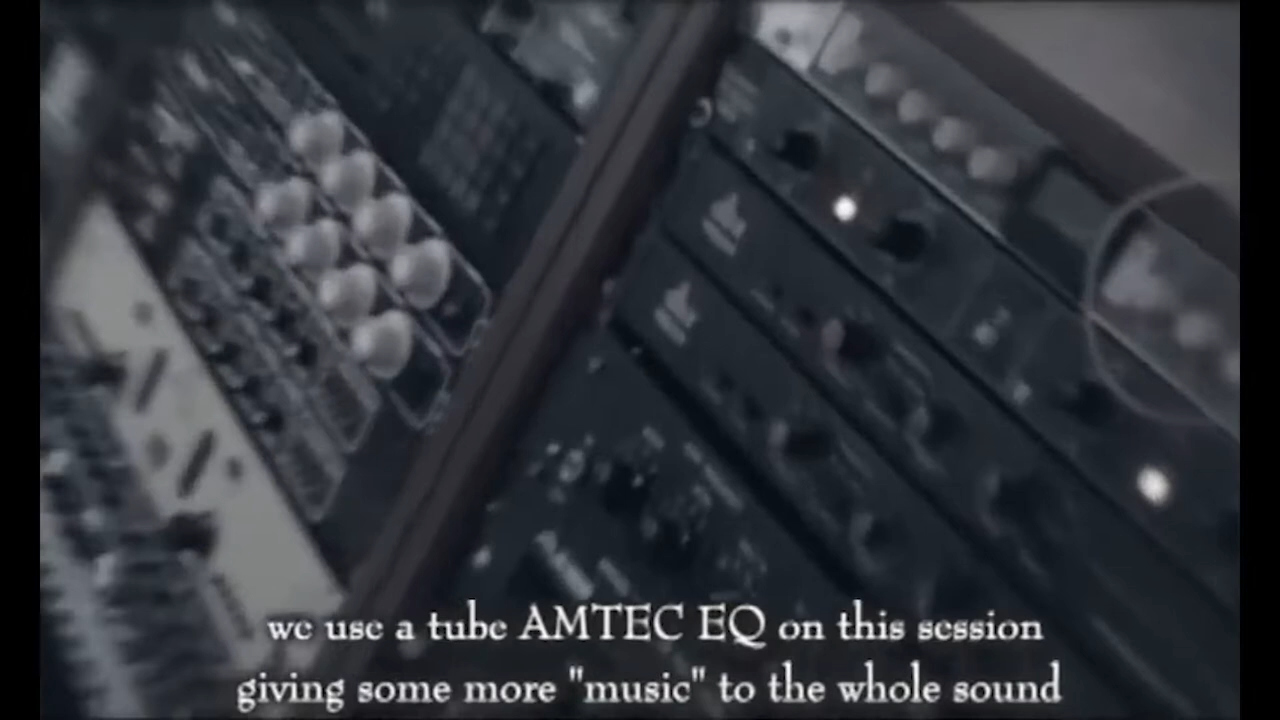 we use a tube AMTEC EQ on this session
giving some more "music" to the whole sound